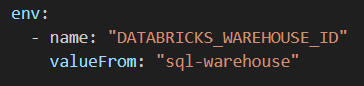 env:
  - name: "DATABRICKS_WAREHOUSE_ID"
    valueFrom: "sql-warehouse"